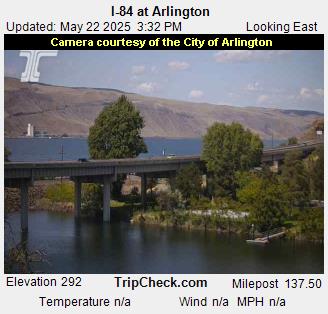 I-84 at Arlington
Updated: May 22 2025 3:32 PM Looking East
Camera courtesy of the City of Arlington
Elevation 292 TripCheck.com Milepost 137.50
Temperature n/a Wind n/a MPH n/a